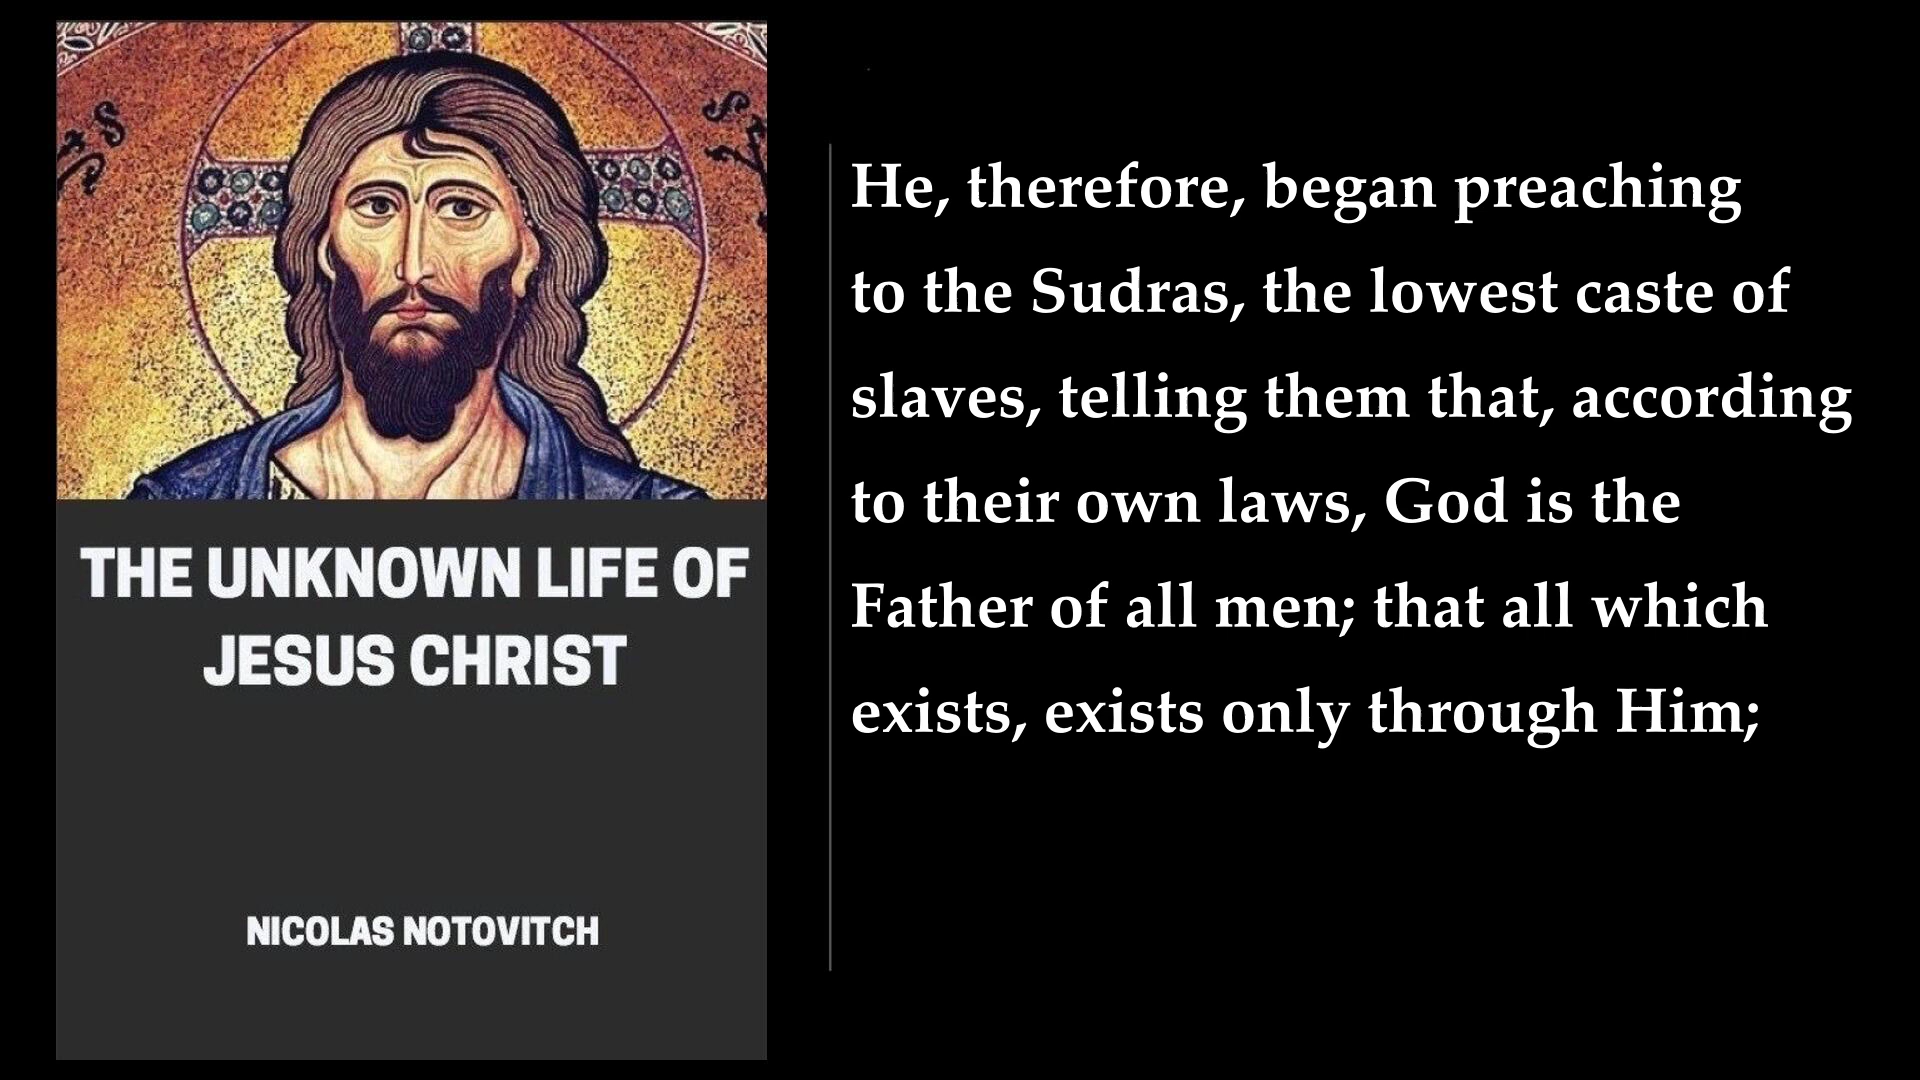 THE UNKNOWN LIFE OF
JESUS CHRIST
NICOLAS NOTOVITCH
He, therefore, began preaching
to the Sudras, the lowest caste of
slaves, telling them that, according
to their own laws, God is the
Father of all men; that all which
exists, exists only through Him;